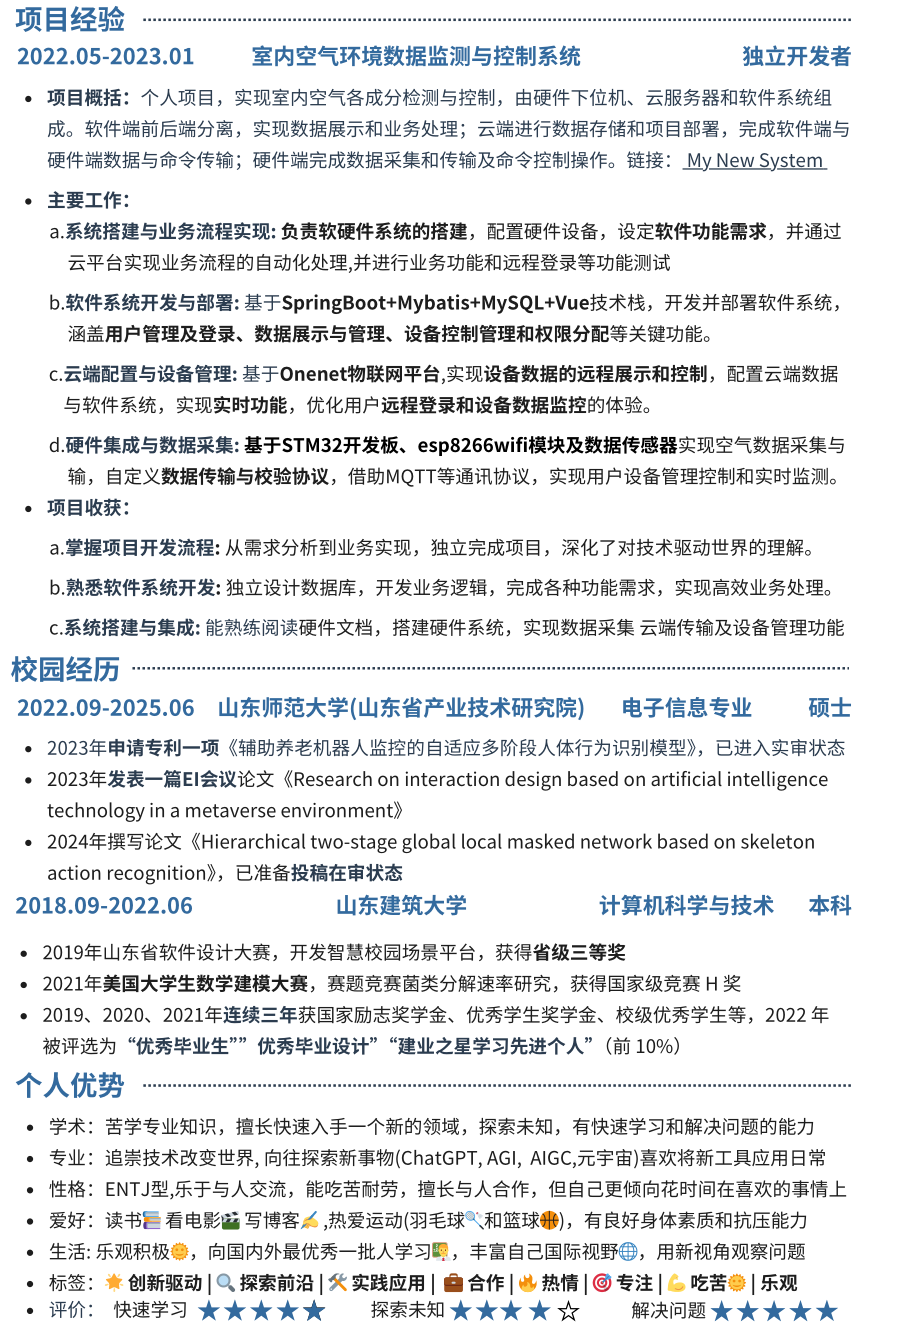 项目经验
2022.05-2023.01 室内空气环境数据监测与控制系统 独立开发者
• 项目概括：个人项目，实现室内空气各成分检测与控制，由硬件下位机、云服务器和软件系统组
成。软件端前后端分离，实现数据展示和业务处理；云端进行数据存储和项目部署，完成软件端与
硬件端数据与命令传输；硬件端完成数据采集和传输及命令控制操作。链接：My New System
• 主要工作：
a.系统搭建与业务流程实现: 负责软硬件系统的搭建，配置硬件设备，设定软件功能需求，并通过
云平台实现业务流程的自动化处理,并进行业务功能和远程登录等功能测试
b.软件系统开发与部署: 基于SpringBoot+Mybatis+MySQL+Vue技术栈，开发并部署软件系统，
涵盖用户管理及登录、数据展示与管理、设备控制管理和权限分配等关键功能。
c.云端配置与设备管理: 基于Onenet物联网平台,实现设备数据的远程展示和控制，配置云端数据
与软件系统，实现实时功能，优化用户远程登录和设备数据监控的体验。
d.硬件集成与数据采集: 基于STM32开发板、esp8266wifi模块及数据传感器实现空气数据采集与
输，自定义数据传输与校验协议，借助MQTT等通讯协议，实现用户设备管理控制和实时监测。
• 项目收获：
a.掌握项目开发流程: 从需求分析到业务实现，独立完成项目，深化了对技术驱动世界的理解。
b.熟悉软件系统开发: 独立设计数据库，开发业务逻辑，完成各种功能需求，实现高效业务处理。
c.系统搭建与集成: 能熟练阅读硬件文档，搭建硬件系统，实现数据采集 云端传输及设备管理功能
校园经历
2022.09-2025.06 山东师范大学(山东省产业技术研究院) 电子信息专业 硕士
• 2023年申请专利一项《辅助养老机器人监控的自适应多阶段人体行为识别模型》，已进入实审状态
• 2023年发表一篇EI会议论文《Research on interaction design based on artificial intelligence
technology in a metaverse environment》
• 2024年撰写论文《Hierarchical two-stage global local masked network based on skeleton
action recognition》，已准备投稿在审状态
2018.09-2022.06 山东建筑大学 计算机科学与技术 本科
• 2019年山东省软件设计大赛，开发智慧校园场景平台，获得省级三等奖
• 2021年美国大学生数学建模大赛，赛题竞赛菌类分解速率研究，获得国家级竞赛 H 奖
• 2019、2020、2021年连续三年获国家励志奖学金、优秀学生奖学金、校级优秀学生等，2022 年
被评选为“优秀毕业生””优秀毕业设计”“建业之星学习先进个人”（前 10%）
个人优势
• 学术：苦学专业知识，擅长快速入手一个新的领域，探索未知，有快速学习和解决问题的能力
• 专业：追崇技术改变世界, 向往探索新事物(ChatGPT, AGI, AIGC,元宇宙)喜欢将新工具应用日常
• 性格：ENTJ型,乐于与人交流，能吃苦耐劳，擅长与人合作，但自己更倾向花时间在喜欢的事情上
• 爱好：读书📚 看电影🎬 写博客✍️ ,热爱运动(羽毛球🏸和篮球🏀)，有良好身体素质和抗压能力
• 生活: 乐观积极🌞，向国内外最优秀一批人学习👩‍🏫，丰富自己国际视野🌐，用新视角观察问题
• 标签：🌟 创新驱动 | 🔍 探索前沿 | 🛠️ 实践应用 | 💼 合作 | 🔥 热情 | 🎯 专注 | 💪 吃苦🌞 | 乐观
• 评价： 快速学习 ★★★★★ 探索未知 ★★★★☆ 解决问题 ★★★★★